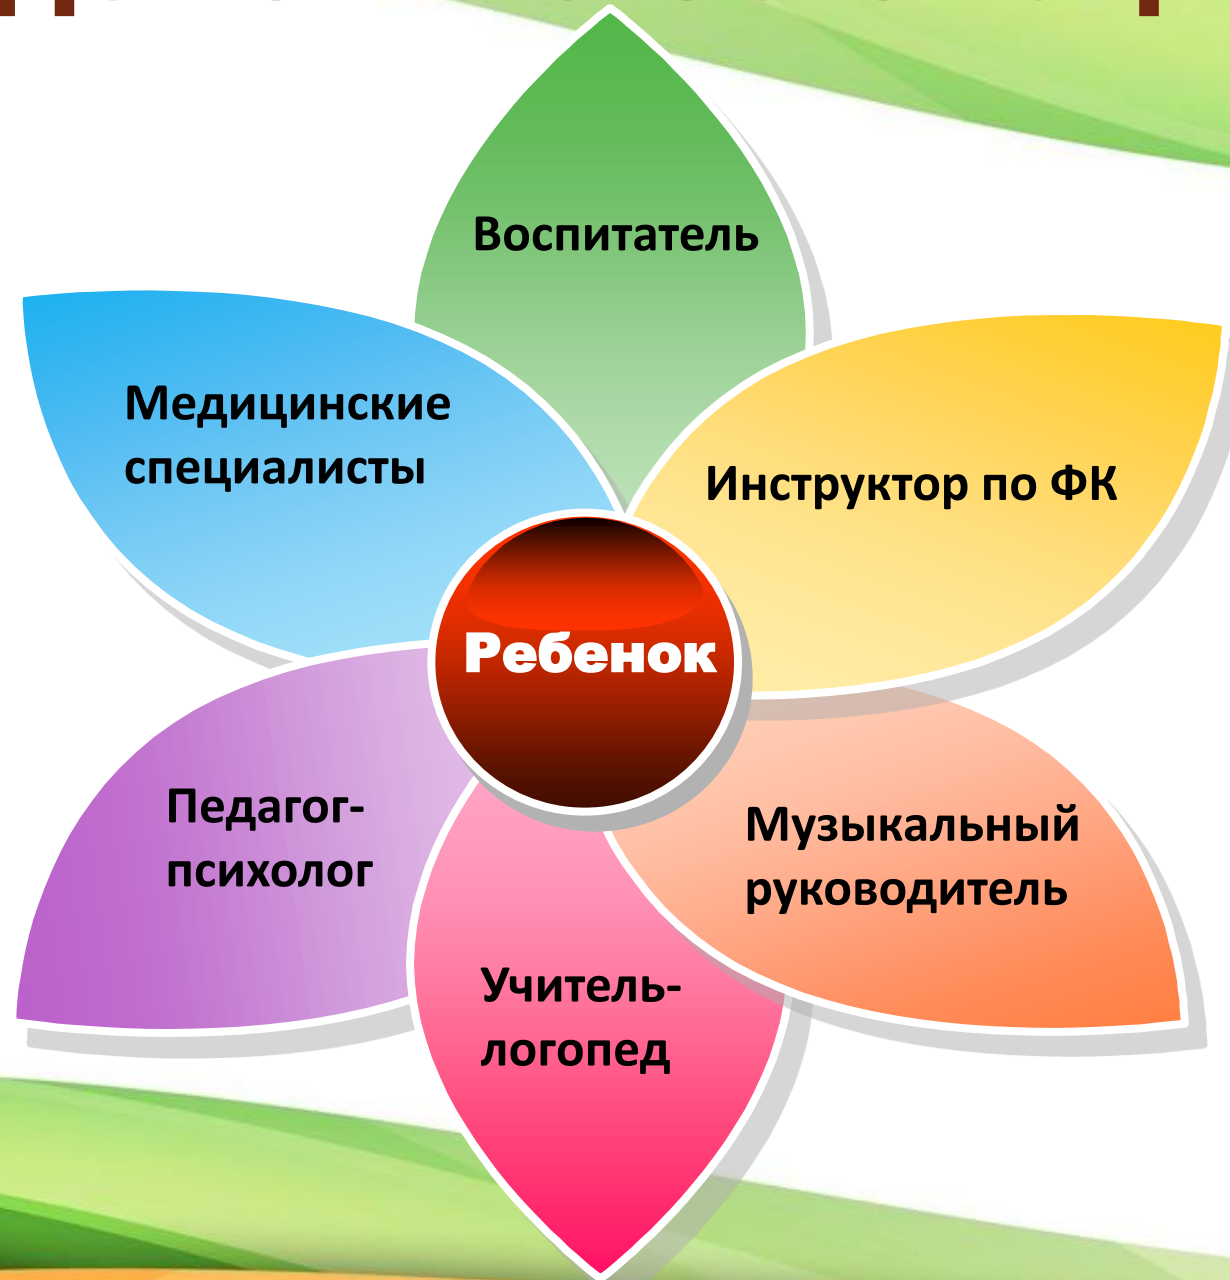 Воспитатель
Медицинские
специалисты
Инструктор по ФК
Ребенок
Педагог-
психолог
Музыкальный
руководитель
Учитель-
логопед